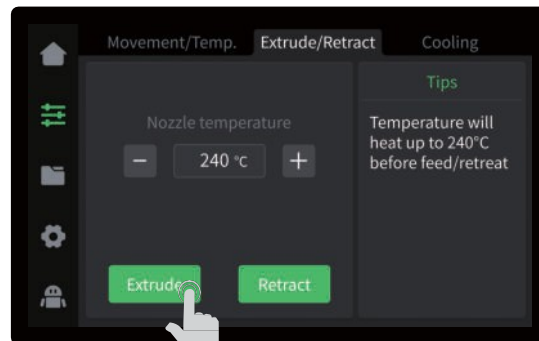 Movement/Temp. Extrude/Retract Cooling
Tips
Nozzle temperature
Temperature will
heat up to 240°C
before feed/retreat
− 240 °C +
Extrude Retract